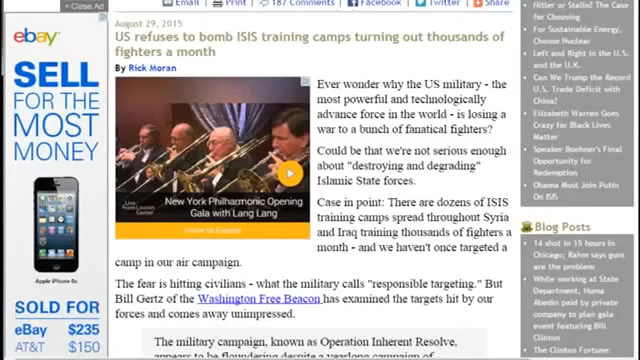 Close Ad
Email
Print
187 Comments
Facebook
Twitter
Share
August 29, 2015
US refuses to bomb ISIS training camps turning out thousands of
fighters a month
By Rick Moran
ebay
SELL
FOR THE
MOST
MONEY
Apple iPhone 5s
SOLD FOR
eBay $235
AT&T $150
Live From Lincoln Center
New York Philharmonic Opening
Gala with Lang Lang
Ever wonder why the US military - the
most powerful and technologically
advance force in the world - is losing a
war to a bunch of fanatical fighters?
Could be that we're not serious enough
about "destroying and degrading"
Islamic State forces.
Case in point: There are dozens of ISIS
training camps spread throughout Syria
and Iraq training thousands of fighters a
month - and we haven't once targeted a
camp in our air campaign.
The fear is hitting civilians - what the military calls "responsible targeting." But
Bill Gertz of the Washington Free Beacon has examined the targets hit by our
forces and comes away unimpressed.
The military campaign, known as Operation Inherent Resolve,
appears to be floundering despite a yearlong campaign of
Hitler or Stalin? The Case
for Choosing
For Sustainable Energy,
Choose Nuclear
Left and Right in the U.S.
and the U.K.
Can We Trump the Record
U.S. Trade Deficit with
China?
Elizabeth Warren Goes
Crazy for Black Lives
Matter
Speaker Boehner's Final
Opportunity for
Redemption
Obama Must Join Putin
On ISIS
Blog Posts
14 shot in 15 hours in
Chicago; Rahm says guns
are the problem
While working at State
Department, Huma
Abedin paid by private
company to plan gala
event featuring Bill
Clinton
The Clinton Fortune: